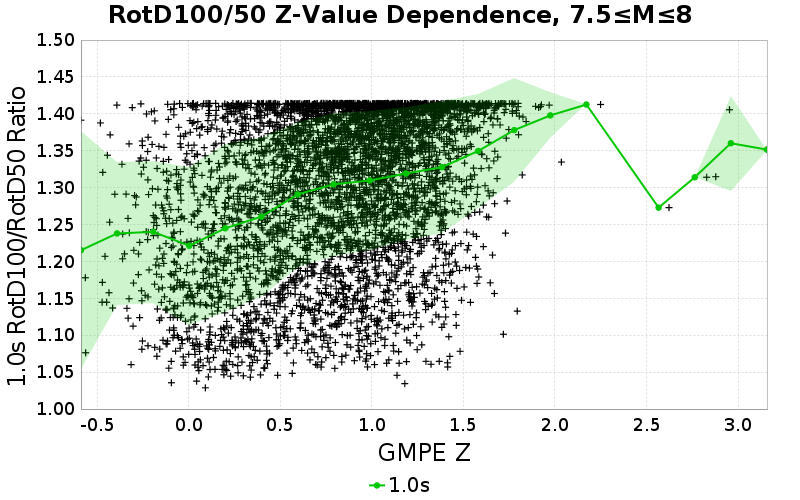 RotD100/50 Z-Value Dependence, 7.5≤M≤8
1.50
1.45
1.40
1.35
1.30
1.25
1.20
1.15
1.10
1.05
1.00
1.0s RotD100/RotD50 Ratio
-0.5 0.0 0.5 1.0 1.5 2.0 2.5 3.0
GMPE Z
1.0s